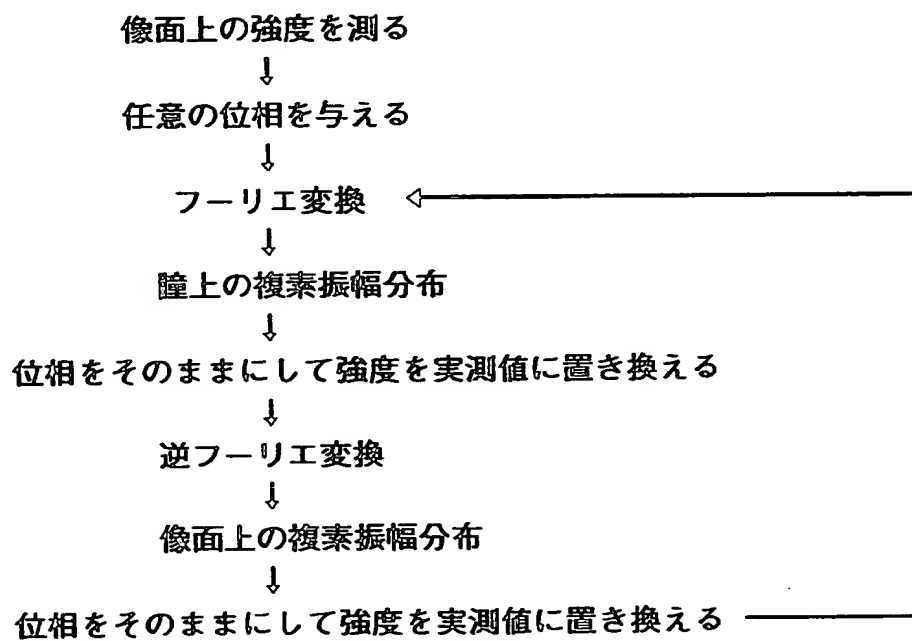 像面上の強度を測る
任意の位相を与える
フーリエ変換
瞳上の複素振幅分布
位相をそのままにして強度を実測値に置き換える
逆フーリエ変換
像面上の複素振幅分布
位相をそのままにして強度を実測値に置き換える